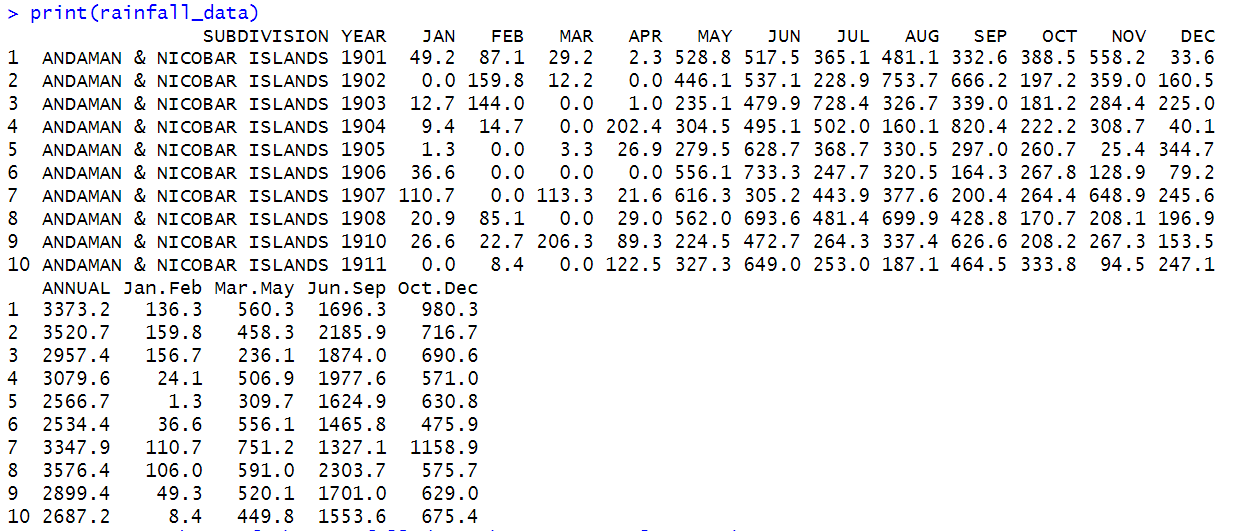 > print(rainfall_data)
SUBDIVISION YEAR JAN FEB MAR APR MAY JUN JUL AUG SEP OCT NOV DEC
1 ANDAMAN & NICOBAR ISLANDS 1901 49.2 87.1 29.2 2.3 528.8 517.5 365.1 481.1 332.6 388.5 558.2 33.6
2 ANDAMAN & NICOBAR ISLANDS 1902 0.0 159.8 12.2 0.0 446.1 537.1 228.9 753.7 666.2 197.2 359.0 160.5
3 ANDAMAN & NICOBAR ISLANDS 1903 12.7 144.0 0.0 1.0 235.1 479.9 728.4 326.7 339.0 181.2 284.4 225.0
4 ANDAMAN & NICOBAR ISLANDS 1904 9.4 14.7 0.0 202.4 304.5 495.1 502.0 160.1 820.4 222.2 308.7 40.1
5 ANDAMAN & NICOBAR ISLANDS 1905 1.3 0.0 3.3 26.9 279.5 628.7 368.7 330.5 297.0 260.7 25.4 344.7
6 ANDAMAN & NICOBAR ISLANDS 1906 36.6 0.0 0.0 0.0 556.1 733.3 247.7 320.5 164.3 267.8 128.9 79.2
7 ANDAMAN & NICOBAR ISLANDS 1907 110.7 0.0 113.3 21.6 616.3 305.2 443.9 377.6 200.4 264.4 648.9 245.6
8 ANDAMAN & NICOBAR ISLANDS 1908 20.9 85.1 0.0 29.0 562.0 693.6 481.4 699.9 428.8 170.7 208.1 196.9
9 ANDAMAN & NICOBAR ISLANDS 1910 26.6 22.7 206.3 89.3 224.5 472.7 264.3 337.4 626.6 208.2 267.3 153.5
10 ANDAMAN & NICOBAR ISLANDS 1911 0.0 8.4 0.0 122.5 327.3 649.0 253.0 187.1 464.5 333.8 94.5 247.1
ANNUAL Jan.Feb Mar.May Jun.Sep Oct.Dec
1 3373.2 136.3 560.3 1696.3 980.3
2 3520.7 159.8 458.3 2185.9 716.7
3 2957.4 156.7 236.1 1874.0 690.6
4 3079.6 24.1 506.9 1977.6 571.0
5 2566.7 1.3 309.7 1624.9 630.8
6 2534.4 36.6 556.1 1465.8 475.9
7 3347.9 110.7 751.2 1327.1 1158.9
8 3576.4 106.0 591.0 2303.7 575.7
9 2899.4 49.3 520.1 1701.0 629.0
10 2687.2 8.4 449.8 1553.6 675.4